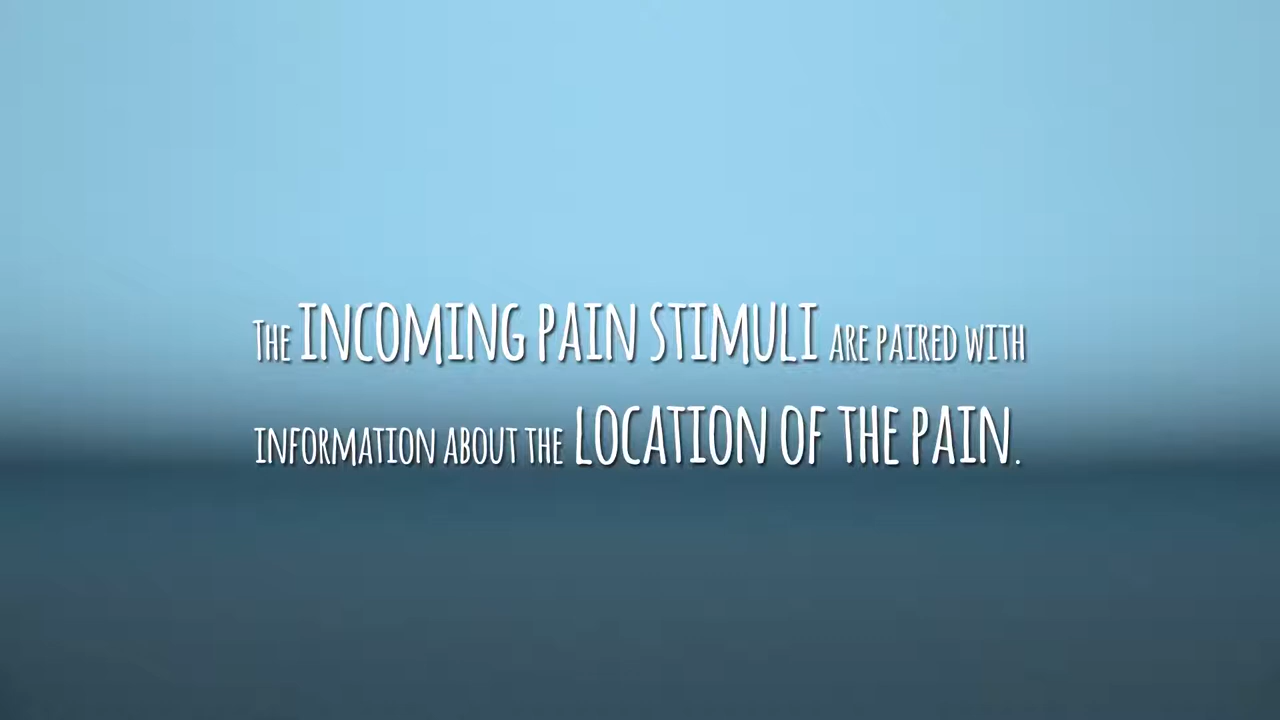 The INCOMING PAIN STIMULI ARE PAIRED WITH
INFORMATION ABOUT THE LOCATION OF THE PAIN.